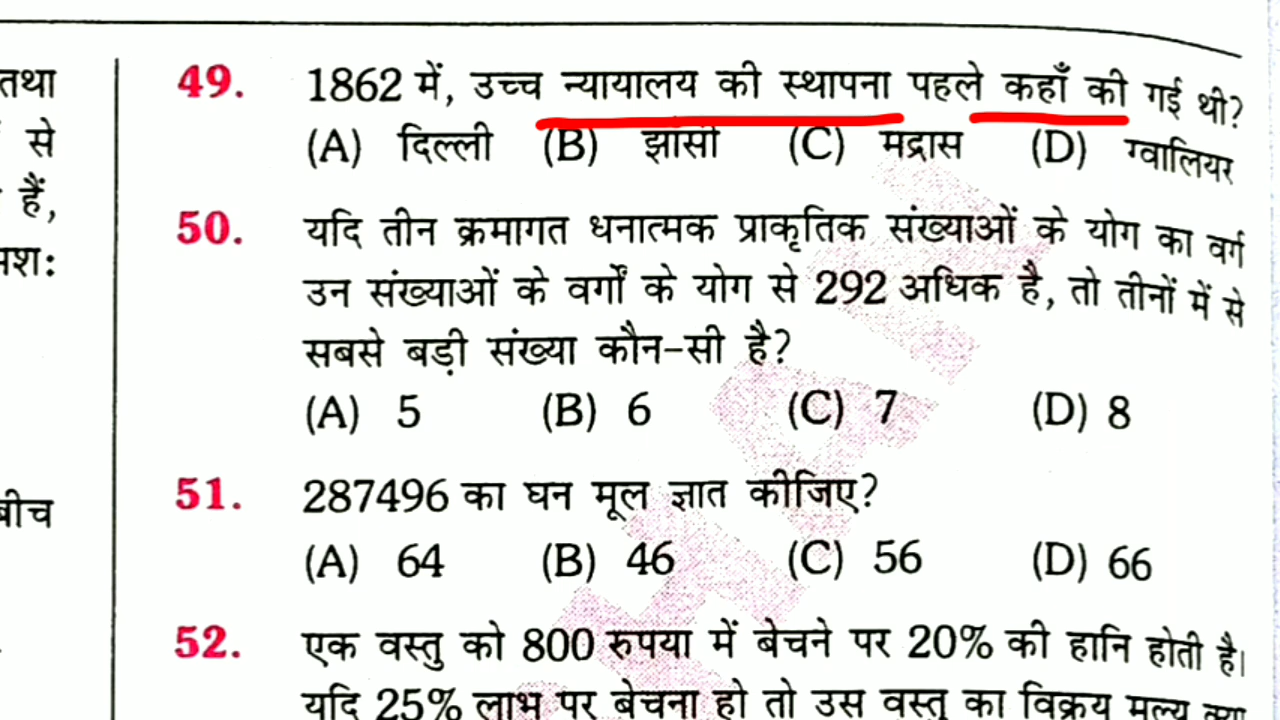 तथा
से
हैं,
बीच
49. 1862 में, उच्च न्यायालय की स्थापना पहले कहाँ की गई थी?
(A) दिल्ली (B) झांसी (C) मद्रास (D) ग्वालियर
50. यदि तीन क्रमागत धनात्मक प्राकृतिक संख्याओं के योग का वर्ग
उन संख्याओं के वर्गों के योग से 292 अधिक है, तो तीनों में से
सबसे बड़ी संख्या कौन-सी है?
(A) 5 (B) 6 (C) 7 (D) 8
51. 287496 का घन मूल ज्ञात कीजिए?
(A) 64 (B) 46 (C) 56 (D) 66
52. एक वस्तु को 800 रुपया में बेचने पर 20% की हानि होती है।
यदि 25% लाभ पर बेचना हो तो उस वस्तु का विक्रय मूल्य क्या